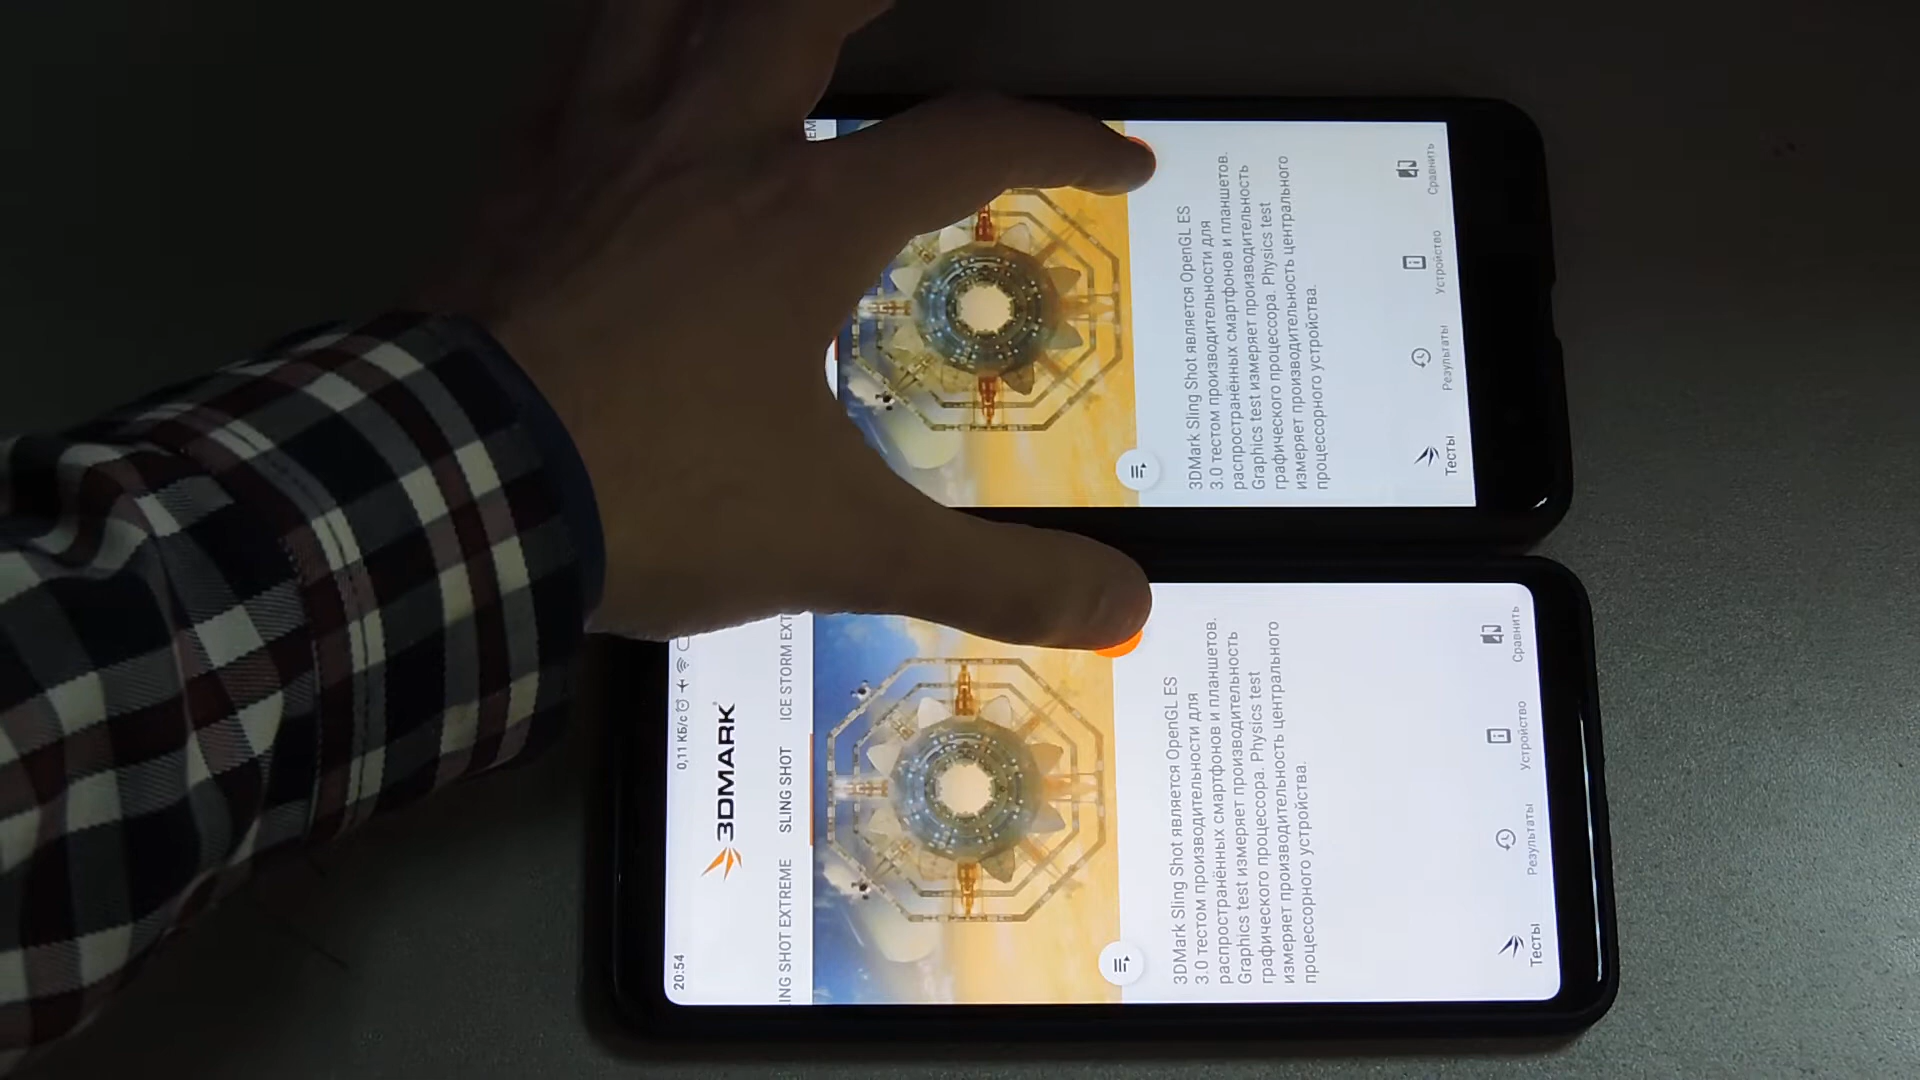 20:54
0,11 КБ/с
3DMARK
ING SHOT EXTREME
SLING SHOT
ICE STORM EXT
3DMark Sling Shot является OpenGL ES
3.0 тестом производительности для
распространённых смартфонов и планшетов.
Graphics test измеряет производительность
графического процессора. Physics test
измеряет производительность центрального
процессорного устройства.
Тесты
Результаты
Устройство
Сравнить
EM
3DMark Sling Shot является OpenGL ES
3.0 тестом производительности для
распространённых смартфонов и планшетов.
Graphics test измеряет производительность
графического процессора. Physics test
измеряет производительность центрального
процессорного устройства.
Тесты
Результаты
Устройство
Сравнить